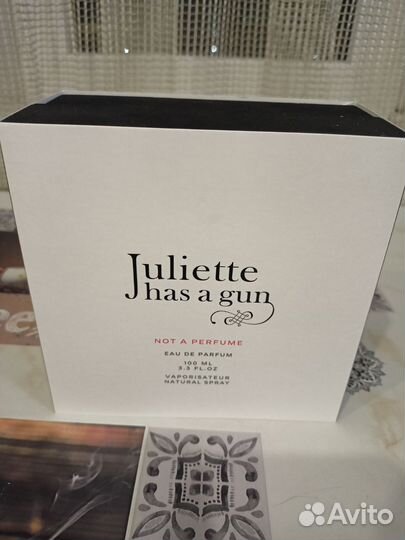 Juliette
has a gun
NOT A PERFUME
EAU DE PARFUM
100 ML
3.3 FL.OZ
VAPORISATEUR
NATURAL SPRAY
Avito